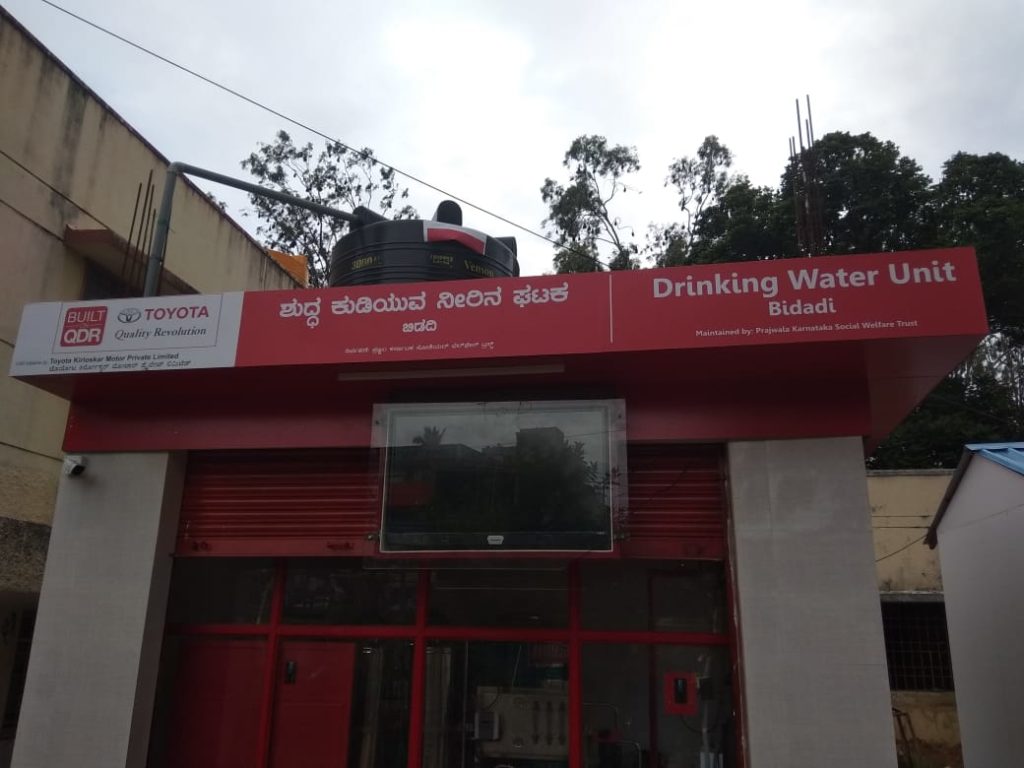 BUILT
QDR
TOYOTA
Quality Revolution
Toyota Kirloskar Motor Private Limited
ಟೊಯೋಟಾ ಕಿರ್ಲೋಸ್ಕರ್ ಮೋಟಾರ್ ಪ್ರೈವೇಟ್ ಲಿಮಿಟೆಡ್
ಶುದ್ಧ ಕುಡಿಯುವ ನೀರಿನ ಘಟಕ
ಬಿಡದಿ
Drinking Water Unit
Bidadi
Maintained by: Prajwala Karnataka Social Welfare Trust